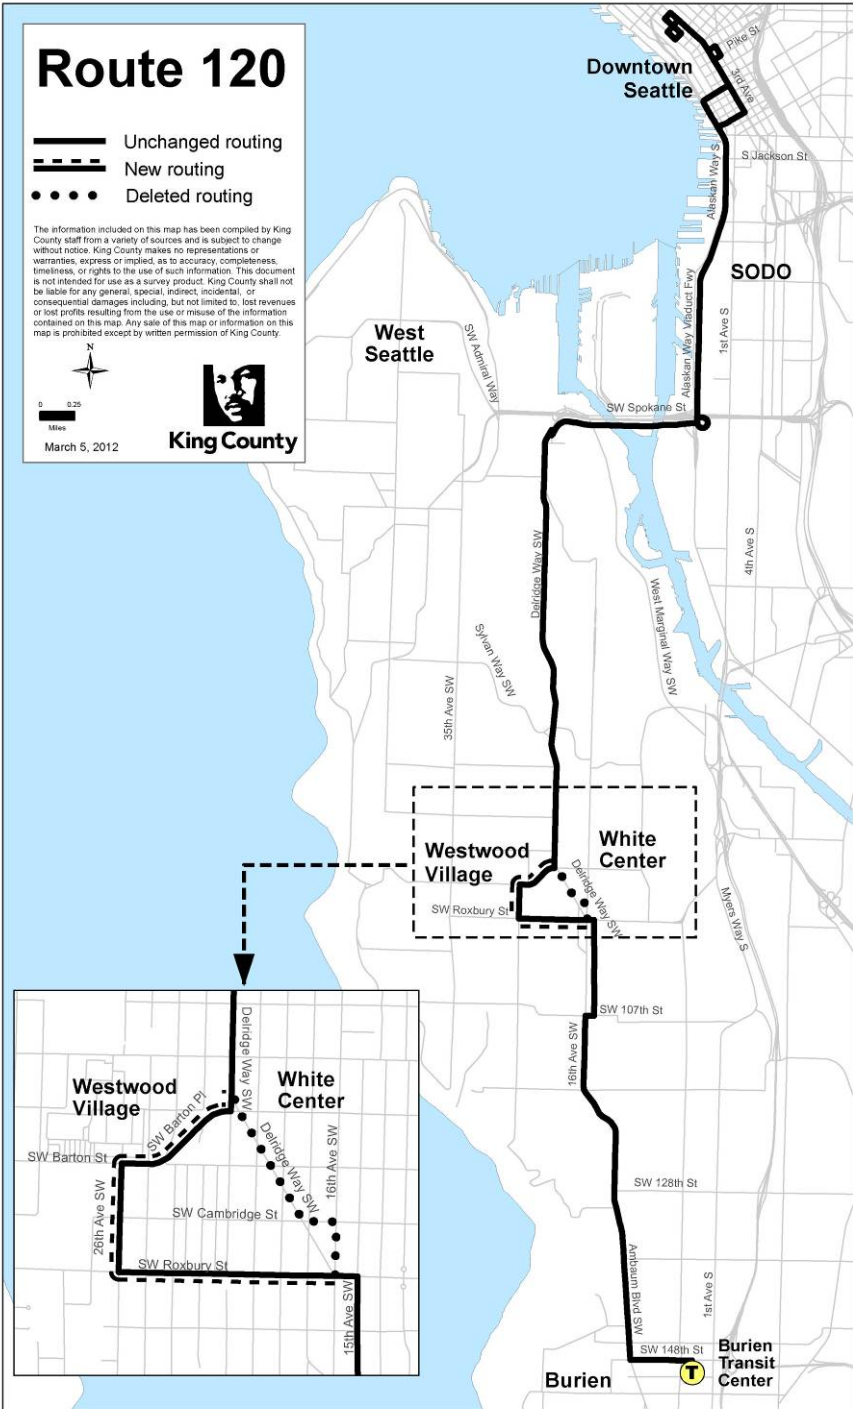 Route 120
Unchanged routing
New routing
Deleted routing
The information included on this map has been compiled by King
County staff from a variety of sources and is subject to change
without notice. King County makes no representations or
warranties, express or implied, as to accuracy, completeness,
timeliness, or rights to the use of such information. This document
is not intended for use as a survey product. King County shall not
be liable for any general, special, indirect, incidental, or
consequential damages including, but not limited to, lost revenues
or lost profits resulting from the use or misuse of the information
contained on this map. Any sale of this map or information on this
map is prohibited except by written permission of King County.
N
0 0.25
Miles
March 5, 2012
King County
Downtown
Seattle
Pike St
3rd Ave
S Jackson St
Alaskan Way S
SODO
Alaskan Way Viaduct Fwy
1st Ave S
West
Seattle
SW Admiral Way
SW Spokane St
Delridge Way SW
4th Ave S
West Marginal Way SW
Sylvan Way SW
35th Ave SW
Westwood
Village
White
Center
Delridge Way SW
SW Roxbury St
Myers Way S
SW 107th St
16th Ave SW
SW 128th St
Ambaum Blvd SW
1st Ave S
SW 148th St
Burien
Transit
Center
T
Burien
Delridge Way SW
Westwood
Village
White
Center
SW Barton Pl
Delridge Way SW
16th Ave SW
SW Barton St
26th Ave SW
SW Cambridge St
SW Roxbury St
15th Ave SW